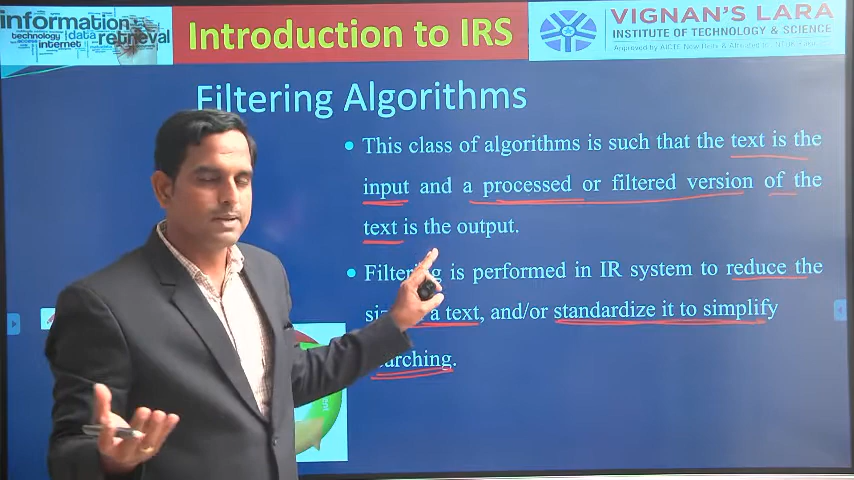 information
technology data
internet retrieval
Introduction to IRS
VIGNAN'S LARA
INSTITUTE OF TECHNOLOGY & SCIENCE
Filtering Algorithms
• This class of algorithms is such that the text is the
input and a processed or filtered version of the
text is the output.
• Filtering is performed in IR system to reduce the
a text, and/or standardize it to simplify